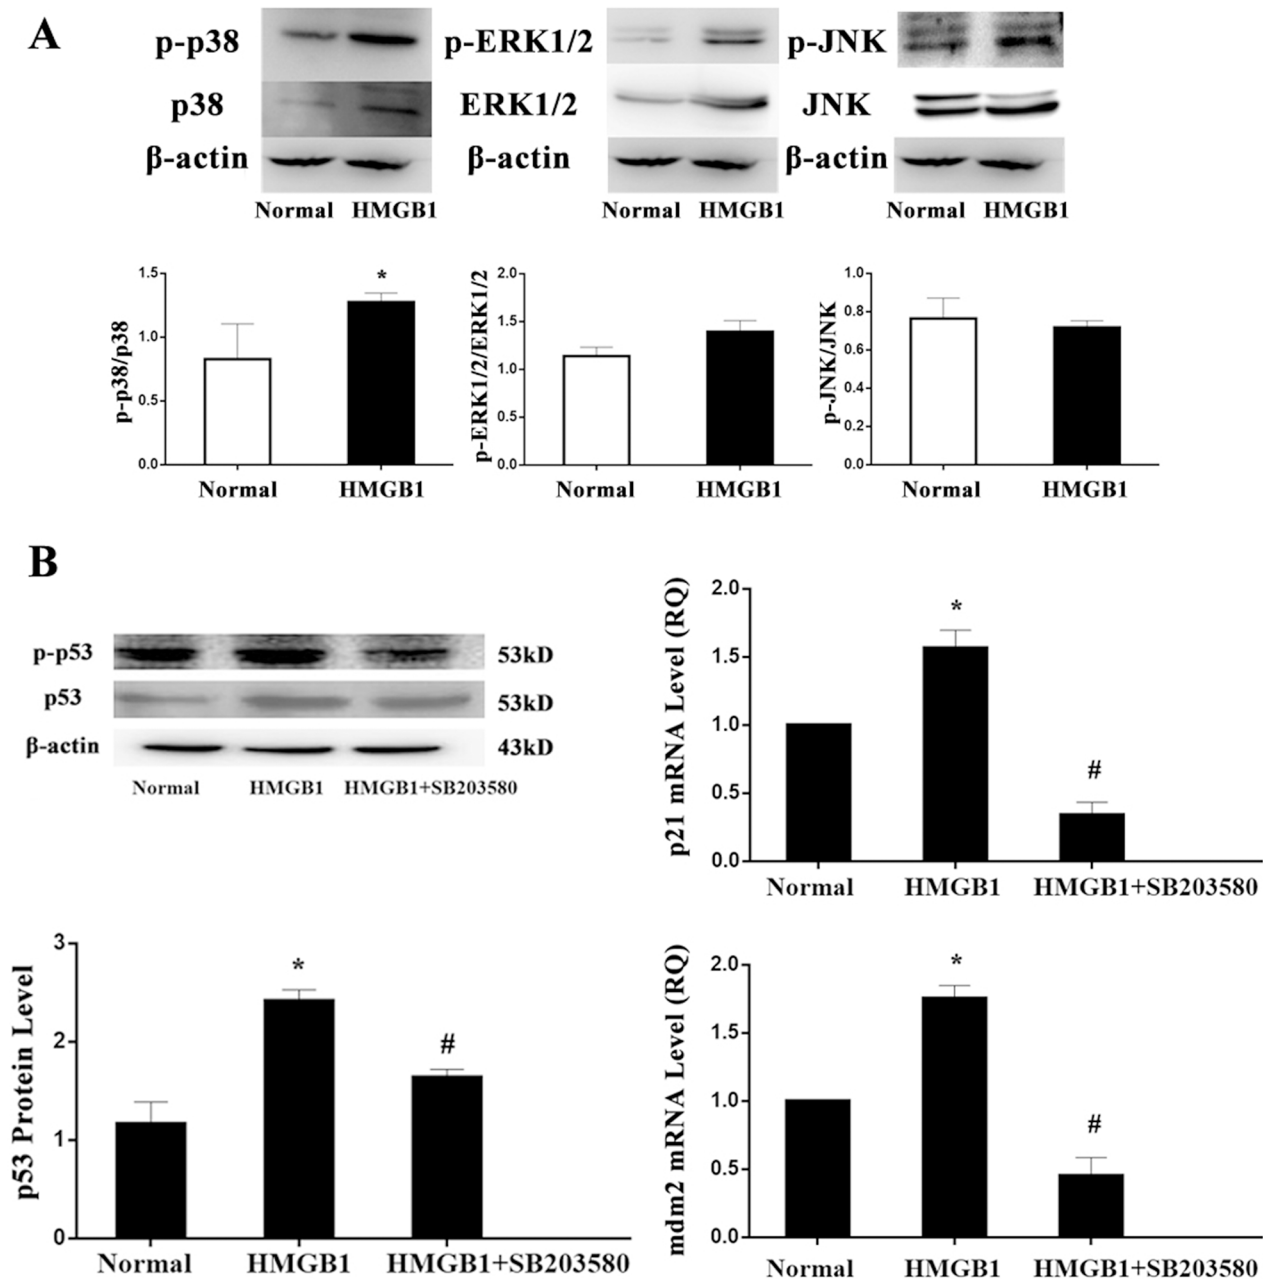 A
p-p38
p-ERK1/2
p-JNK
p38
ERK1/2
JNK
β-actin
β-actin
β-actin
Normal HMGB1
Normal HMGB1
Normal HMGB1
p-p38/p38
1.5
1.0
0.5
0.0
*
Normal
HMGB1
p-ERK1/2/ERK1/2
2.0
1.5
1.0
0.5
0.0
Normal
HMGB1
p-JNK/JNK
1.0
0.8
0.6
0.4
0.2
0.0
Normal
HMGB1
B
p-p53
53kD
p53
53kD
β-actin
43kD
Normal HMGB1 HMGB1+SB203580
p21 mRNA Level (RQ)
2.0
1.5
1.0
0.5
0.0
*
#
Normal HMGB1 HMGB1+SB203580
p53 Protein Level
3
2
1
0
*
#
Normal HMGB1 HMGB1+SB203580
mdm2 mRNA Level (RQ)
2.0
1.5
1.0
0.5
0.0
*
#
Normal HMGB1 HMGB1+SB203580